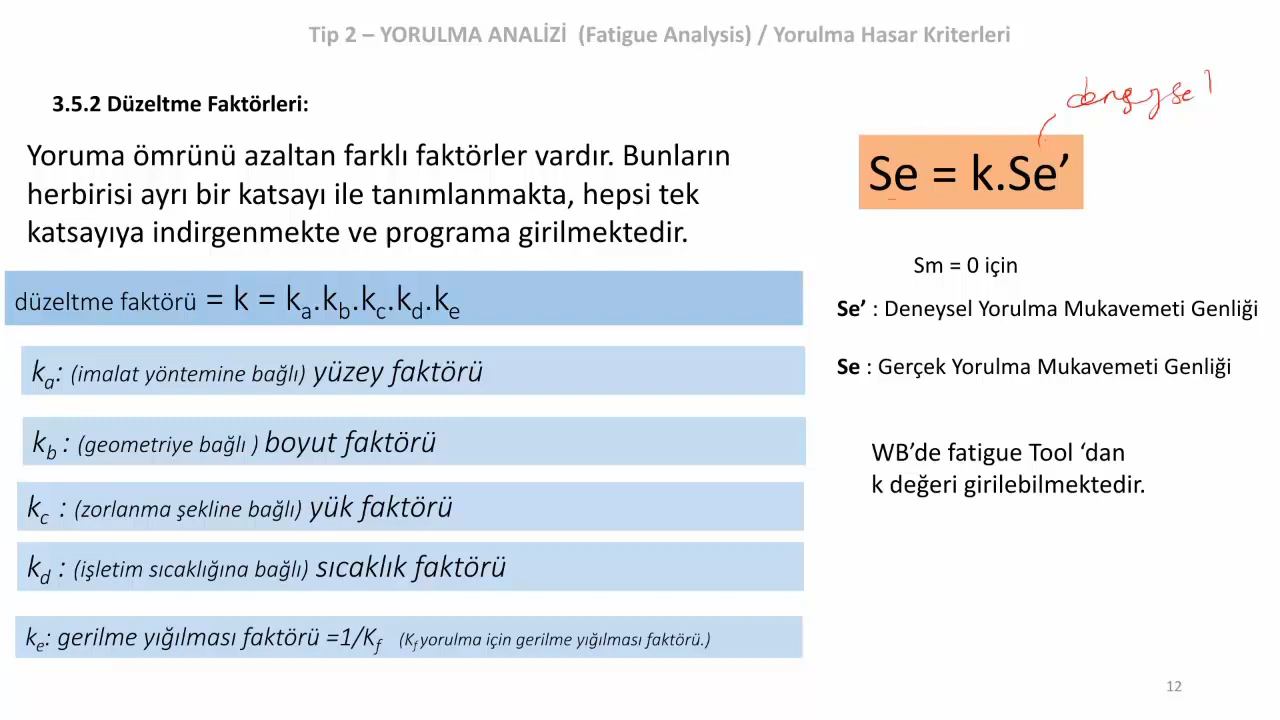 Tip 2 – YORULMA ANALİZİ (Fatigue Analysis) / Yorulma Hasar Kriterleri
3.5.2 Düzeltme Faktörleri:
Yoruma ömrünü azaltan farklı faktörler vardır. Bunların
herbirisi ayrı bir katsayı ile tanımlanmakta, hepsi tek
katsayıya indirgenmekte ve programa girilmektedir.
düzeltme faktörü = k = ka.kb.kc.kd.ke
ka: (imalat yöntemine bağlı) yüzey faktörü
kb : (geometriye bağlı ) boyut faktörü
kc : (zorlanma şekline bağlı) yük faktörü
kd : (işletim sıcaklığına bağlı) sıcaklık faktörü
ke: gerilme yığılması faktörü =1/Kf (Kf yorulma için gerilme yığılması faktörü.)
deneysel
Se = k.Se’
Sm = 0 için
Se’ : Deneysel Yorulma Mukavemeti Genliği
Se : Gerçek Yorulma Mukavemeti Genliği
WB’de fatigue Tool ‘dan
k değeri girilebilmektedir.
12